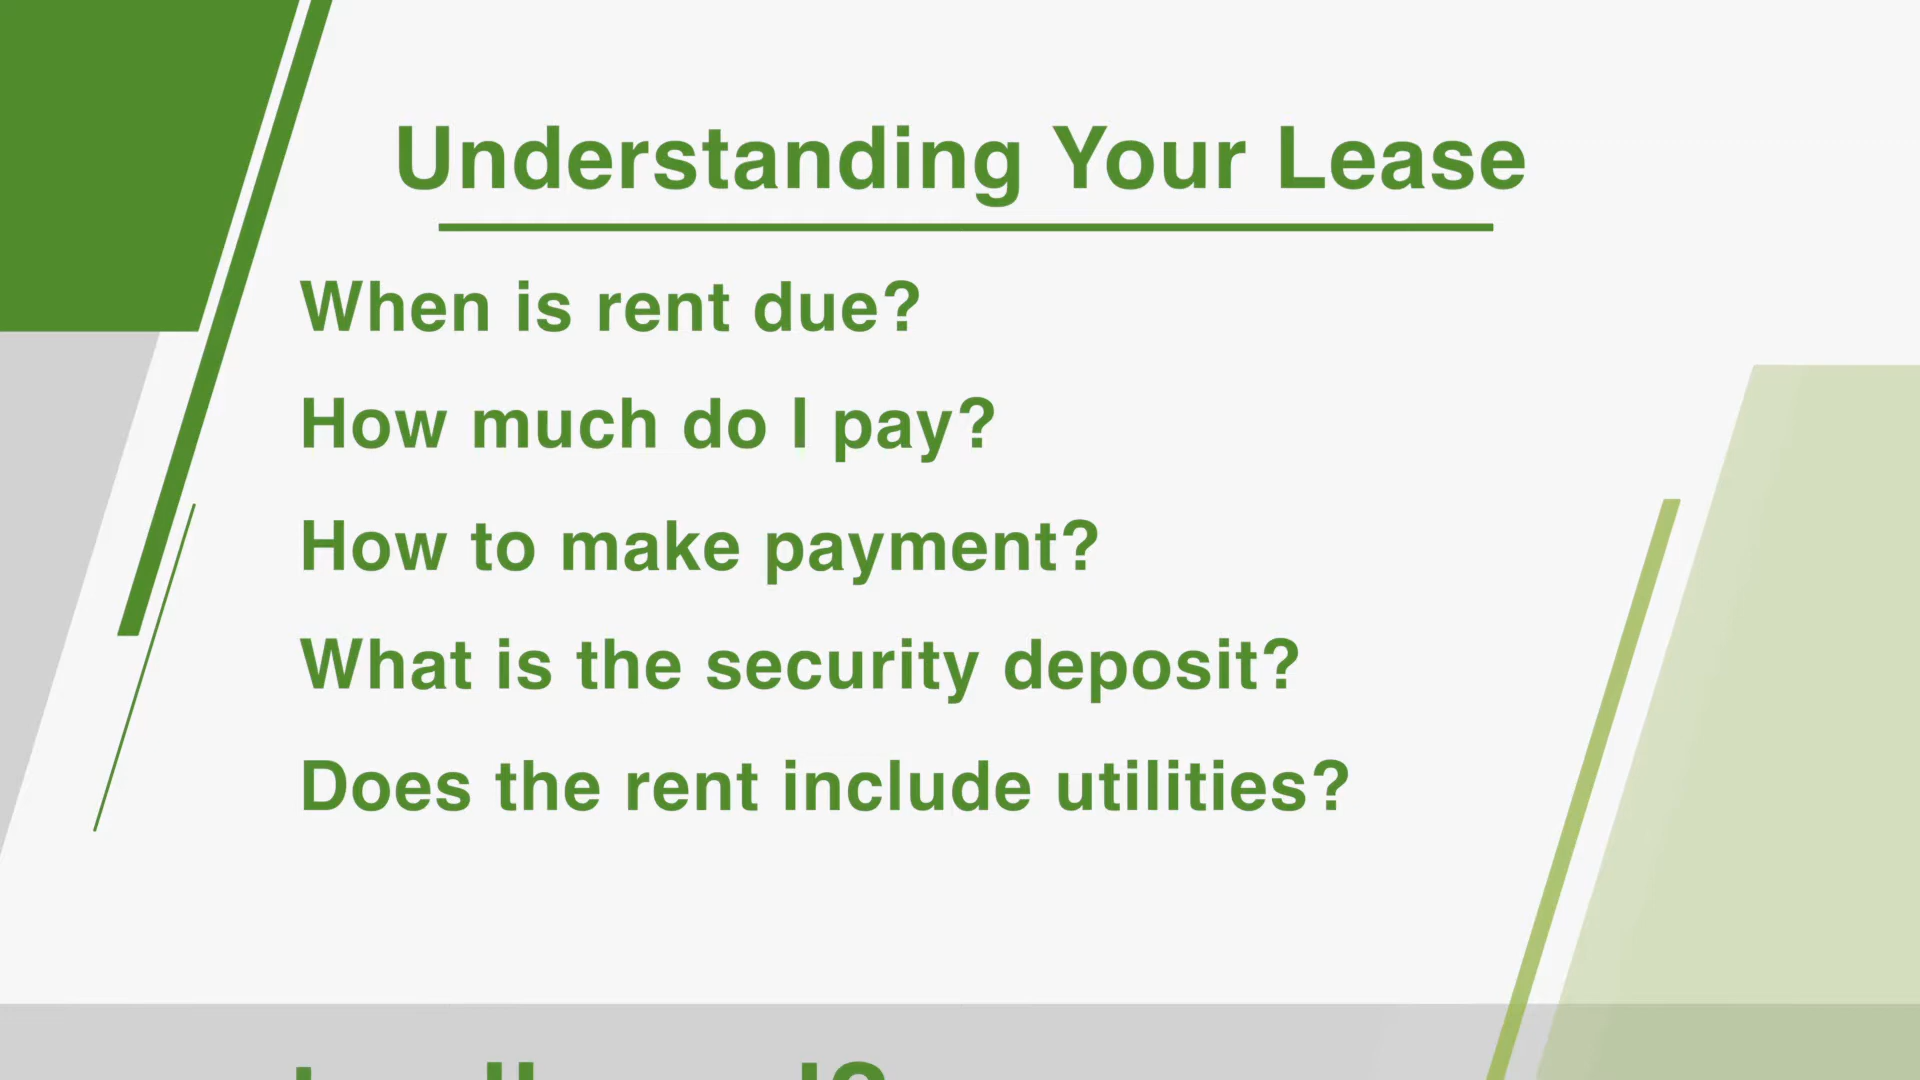 Understanding Your Lease
When is rent due?
How much do I pay?
How to make payment?
What is the security deposit?
Does the rent include utilities?